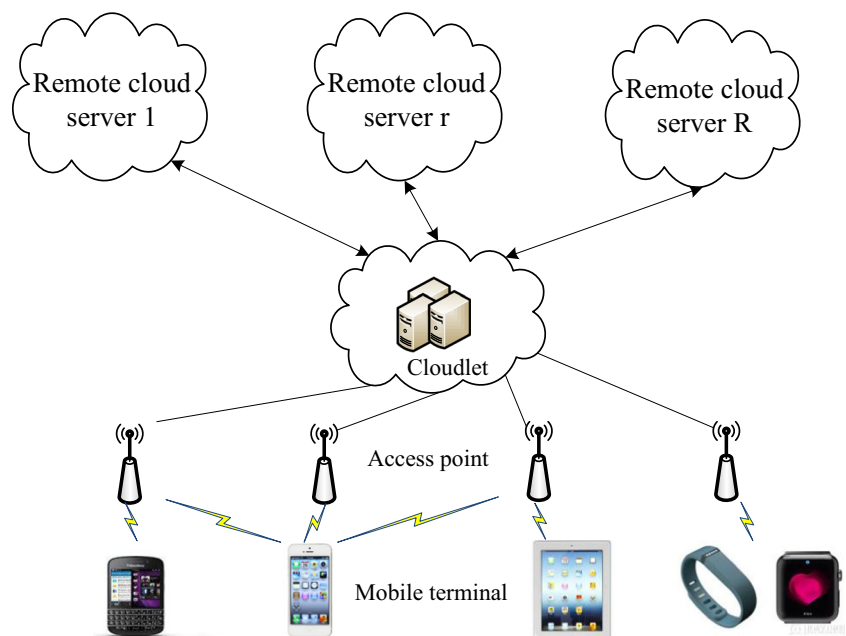 Remote cloud
server 1
Remote cloud
server r
Remote cloud
server R
Cloudlet
Access point
Mobile terminal